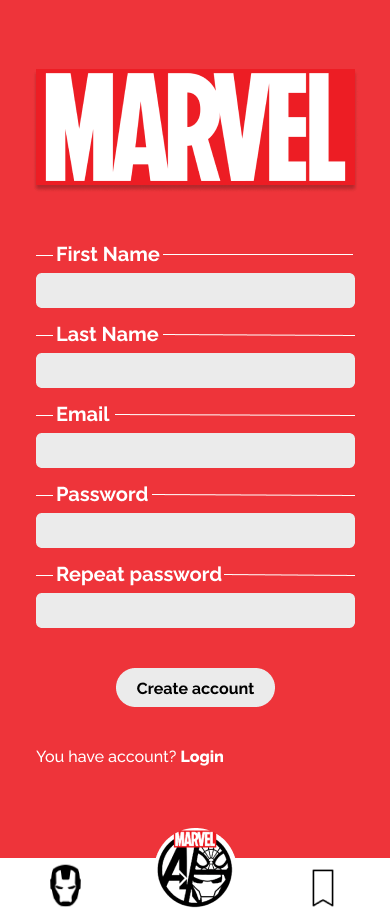 MARVEL
First Name
Last Name
Email
Password
Repeat password
Create account
You have account? Login
MARVEL